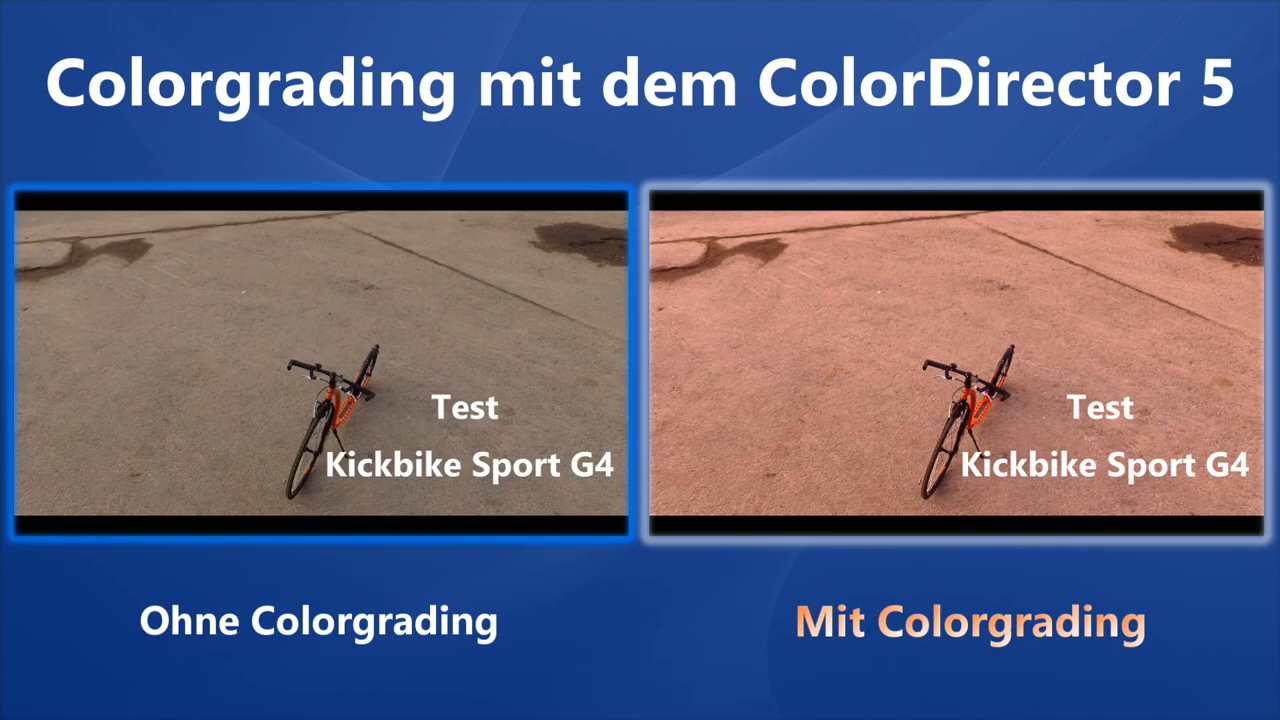 Colorgrading mit dem ColorDirector 5
Test
Kickbike Sport G4
Test
Kickbike Sport G4
Ohne Colorgrading
Mit Colorgrading